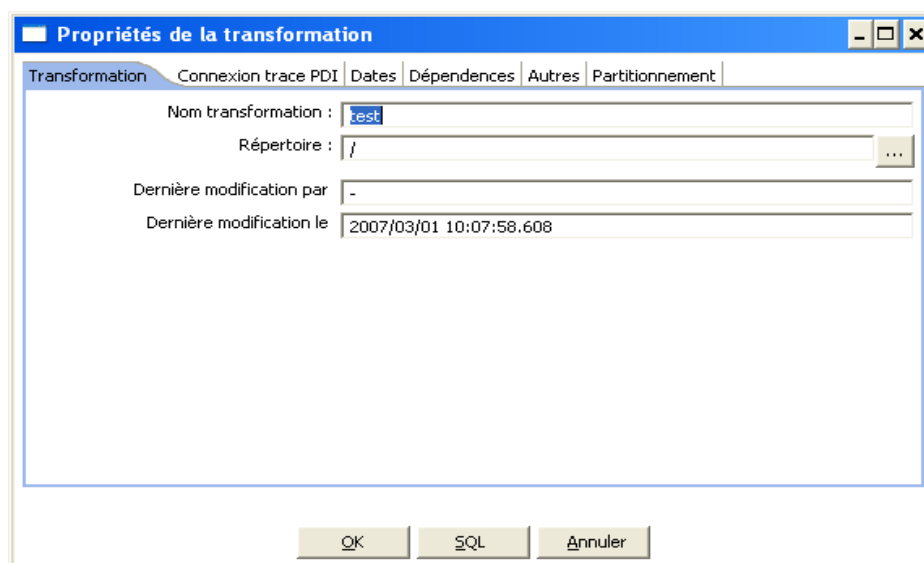 Propriétés de la transformation
Transformation Connexion trace PDI Dates Dépendences Autres Partitionnement
Nom transformation : test
Répertoire : / ...
Dernière modification par -
Dernière modification le 2007/03/01 10:07:58.608
OK SQL Annuler